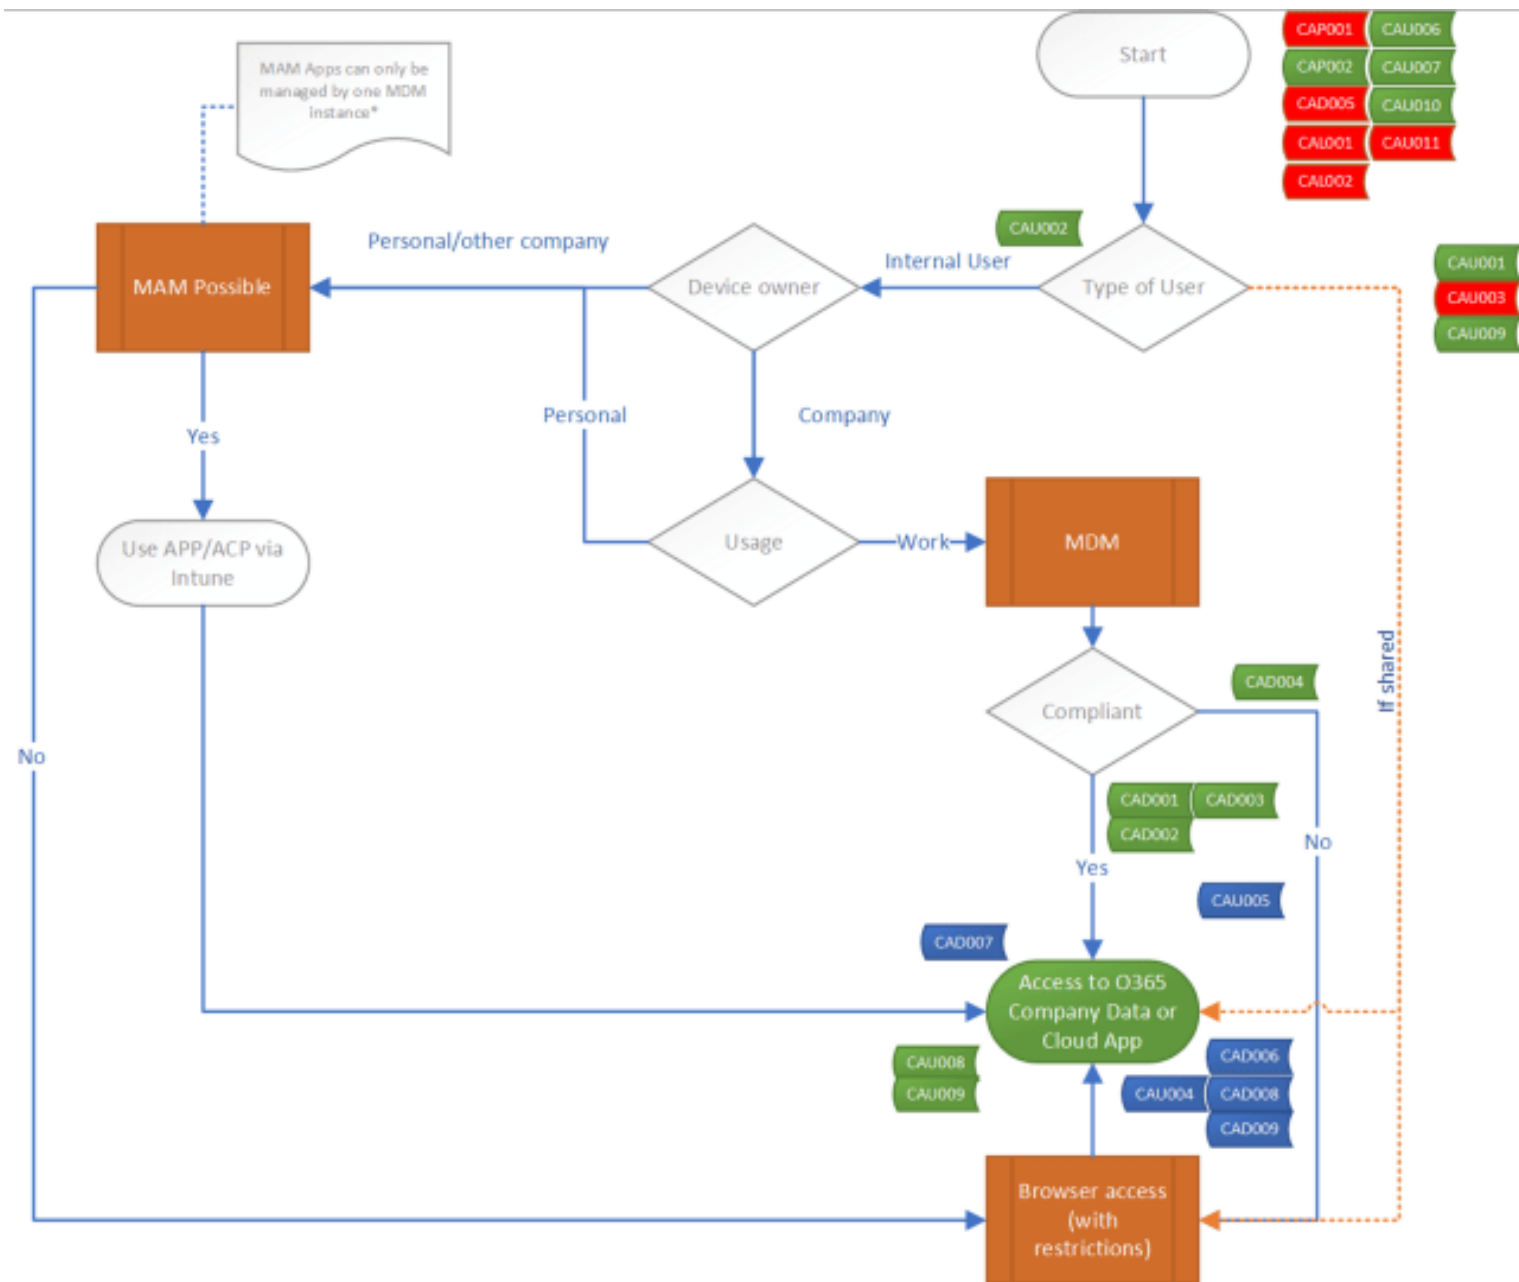 MAM Apps can only be
managed by one MDM
instance*
Start
CAP001
CAU006
CAP002
CAU007
CAD005
CAU010
CAL001
CAU011
CAL002
CAU002
Personal/other company
Internal User
MAM Possible
Device owner
Type of User
CAU001
CAU003
CAU009
Personal
Company
Yes
Use APP/ACP via
Intune
Usage
Work
MDM
If shared
CAD004
Compliant
No
CAD001
CAD003
CAD002
No
Yes
CAU005
CAD007
Access to O365
Company Data or
Cloud App
CAU008
CAU009
CAD006
CAU004
CAD008
CAD009
Browser access
(with
restrictions)